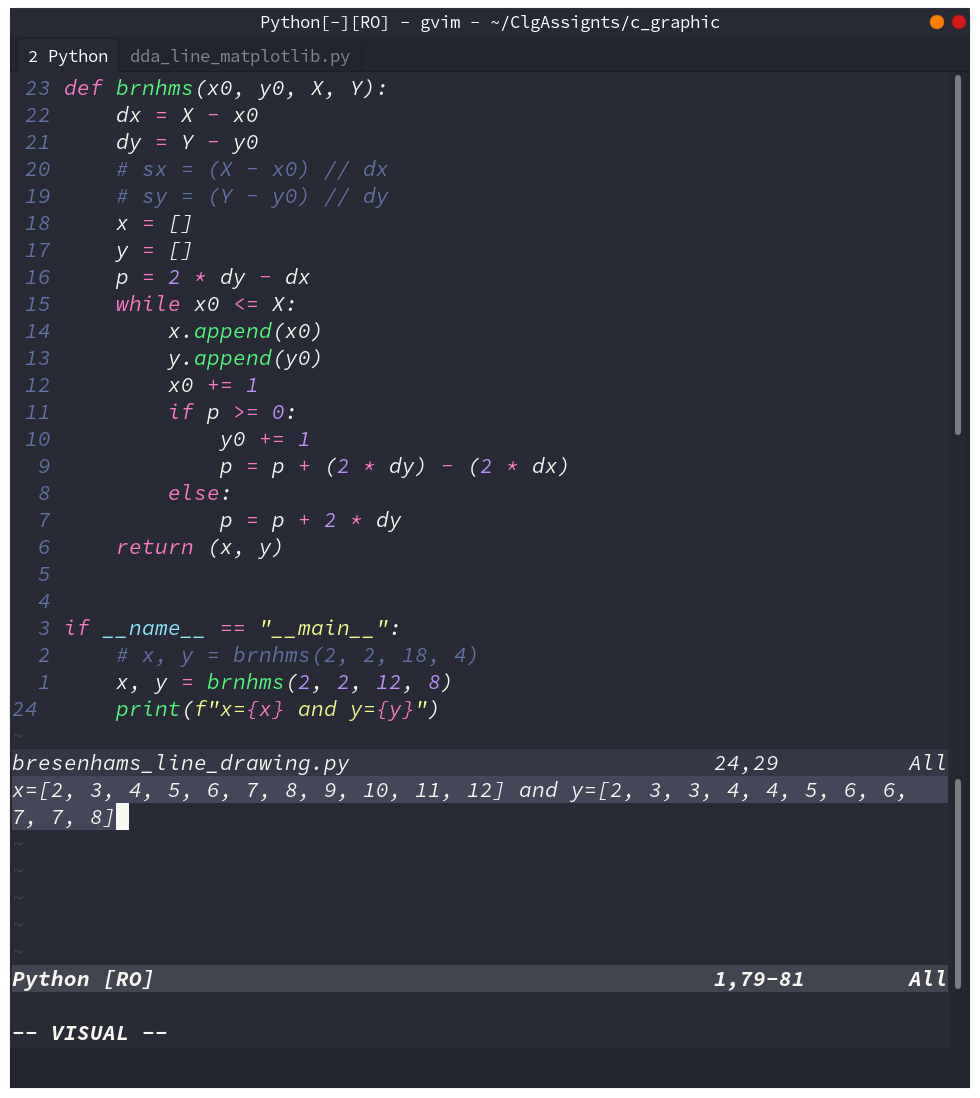 Python[-][RO] - gvim - ~/ClgAssignts/c_graphic
2 Python dda_line_matplotlib.py
23 def brnhms(x0, y0, X, Y):
22     dx = X - x0
21     dy = Y - y0
20     # sx = (X - x0) // dx
19     # sy = (Y - y0) // dy
18     x = []
17     y = []
16     p = 2 * dy - dx
15     while x0 <= X:
14         x.append(x0)
13         y.append(y0)
12         x0 += 1
11         if p >= 0:
10             y0 += 1
9             p = p + (2 * dy) - (2 * dx)
8         else:
7             p = p + 2 * dy
6     return (x, y)
5
4
3 if __name__ == "__main__":
2     # x, y = brnhms(2, 2, 18, 4)
1     x, y = brnhms(2, 2, 12, 8)
24     print(f"x={x} and y={y}")
~
bresenhams_line_drawing.py 24,29 All
x=[2, 3, 4, 5, 6, 7, 8, 9, 10, 11, 12] and y=[2, 3, 3, 4, 4, 5, 6, 6,
7, 7, 8]
~
~
~
~
~
Python [RO] 1,79-81 All
-- VISUAL --